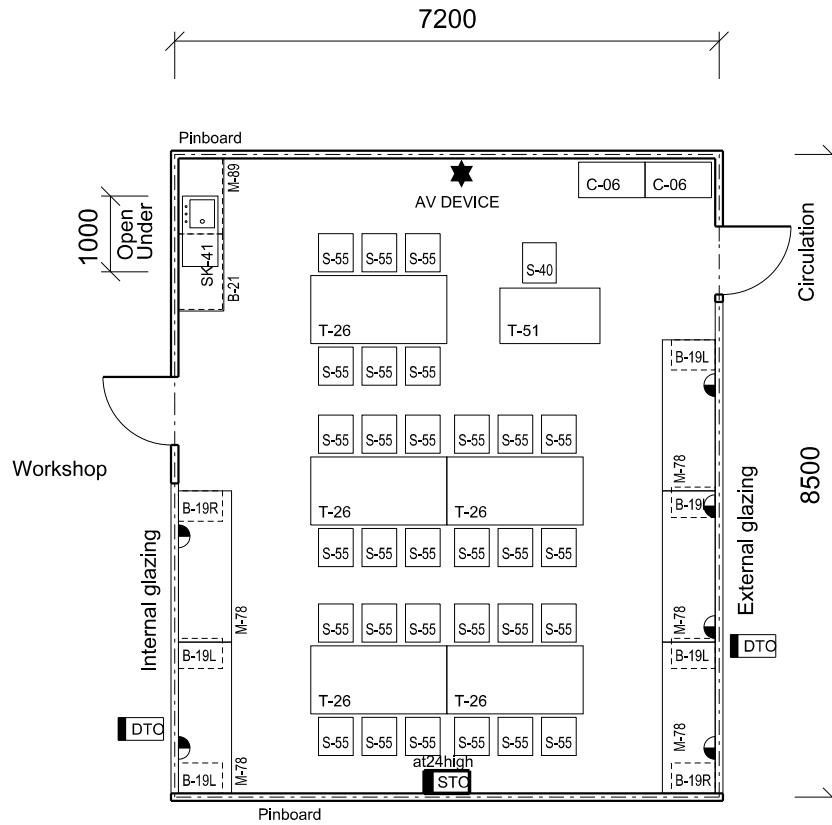 7200
Pinboard
M-89
C-06 C-06
AV DEVICE
1000
Open
Under
SK-41
B-21
Circulation
S-55 S-55 S-55
S-40
T-26
T-51
S-55 S-55 S-55
B-19L
S-55 S-55 S-55 S-55 S-55 S-55
Workshop
M-78
8500
T-26 T-26
B-19R
B-19L
External glazing
Internal glazing
S-55 S-55 S-55 S-55 S-55 S-55
M-78
M-78
S-55 S-55 S-55 S-55 S-55 S-55
DTO
B-19L
B-19L
T-26 T-26
DTO
M-78
M-78
S-55 S-55 S-55 S-55 S-55 S-55
at24high
STO
B-19L
B-19R
Pinboard